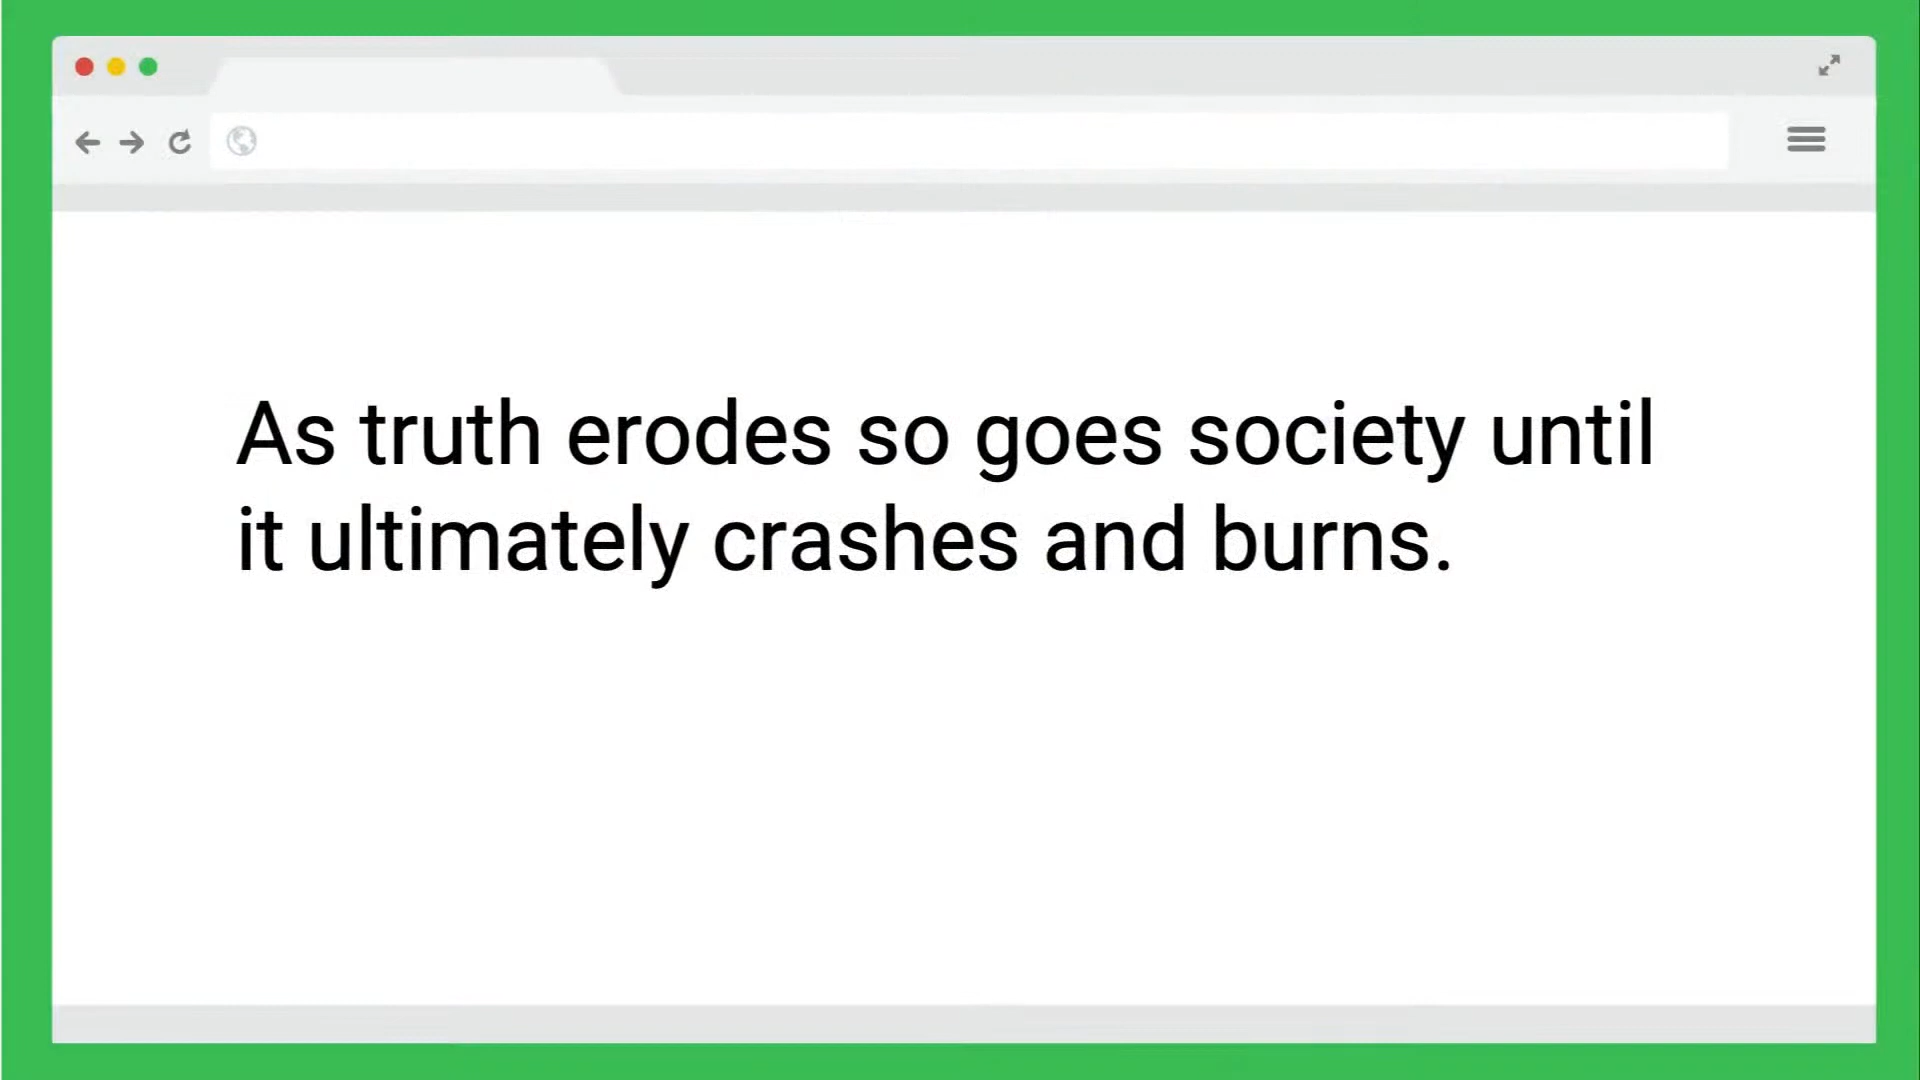 As truth erodes so goes society until
it ultimately crashes and burns.